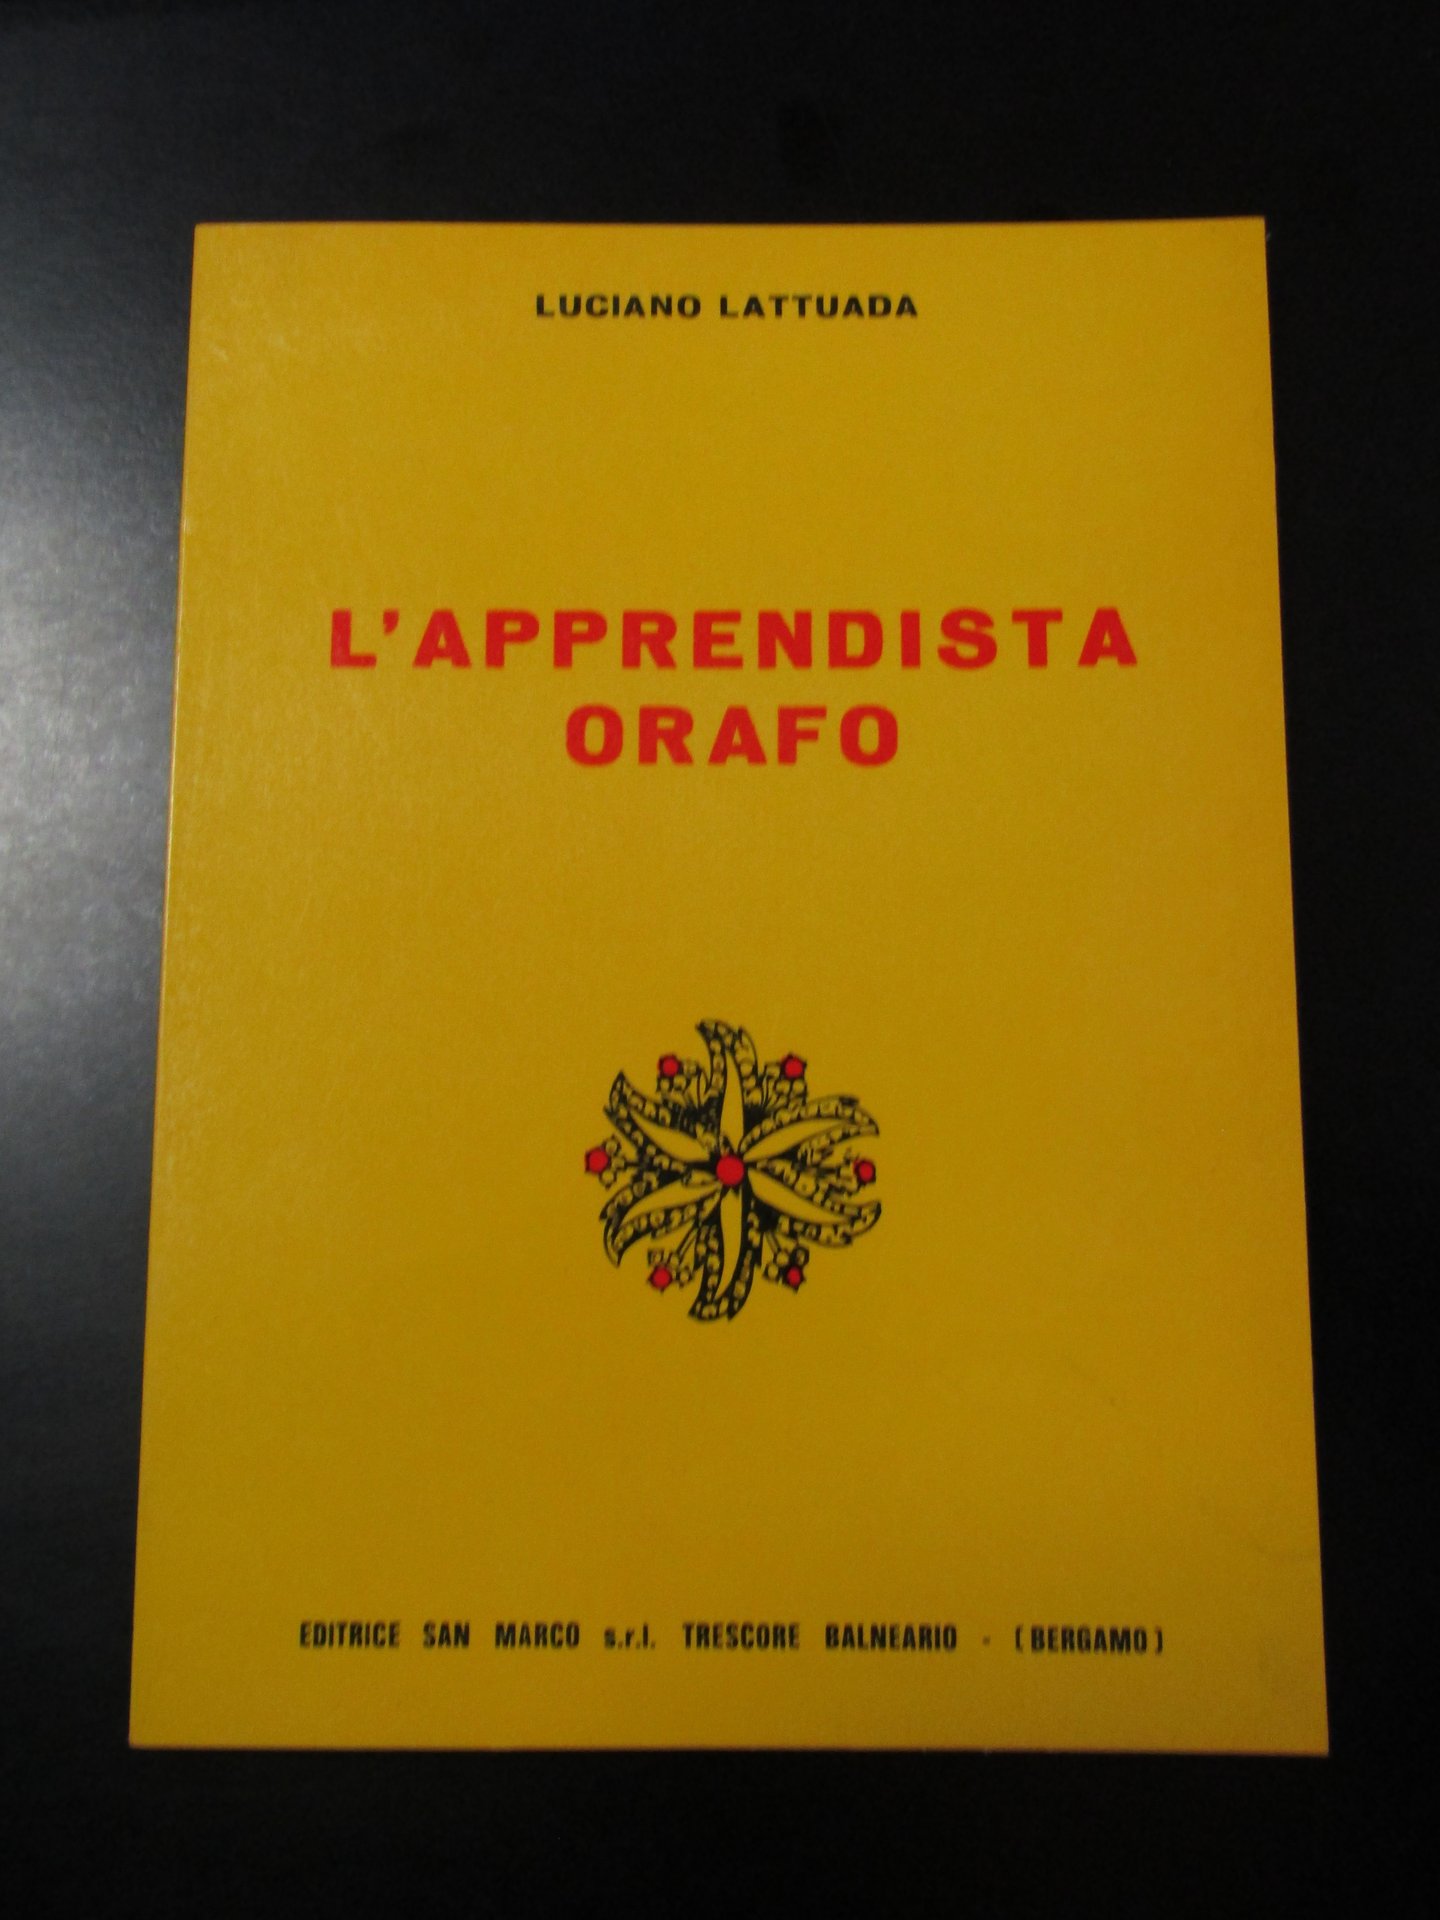 LUCIANO LATTUADA
L'APPRENDISTA
ORAFO
EDITRICE SAN MARCO s.r.l. TRESCORE BALNEARIO - (BERGAMO)